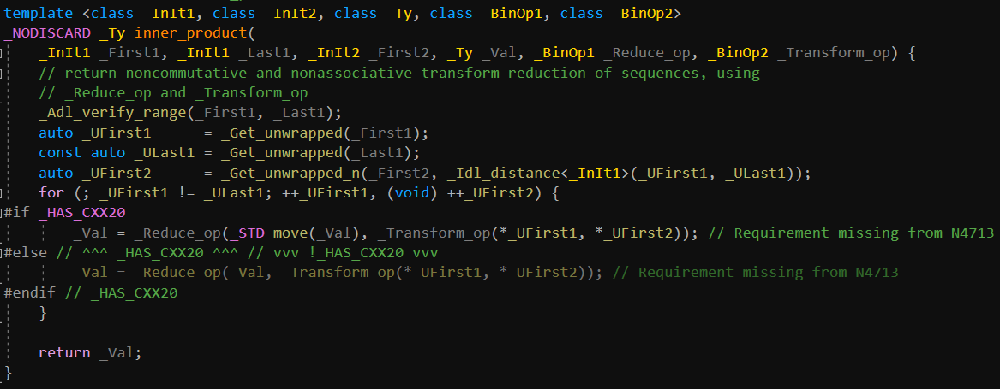 template <class _InIt1, class _InIt2, class _Ty, class _BinOp1, class _BinOp2>
_NODISCARD _Ty inner_product(
    _InIt1 _First1, _InIt1 _Last1, _InIt2 _First2, _Ty _Val, _BinOp1 _Reduce_op, _BinOp2 _Transform_op) {
    // return noncommutative and nonassociative transform-reduction of sequences, using
    // _Reduce_op and _Transform_op
    _Adl_verify_range(_First1, _Last1);
    auto _UFirst1      = _Get_unwrapped(_First1);
    const auto _ULast1 = _Get_unwrapped(_Last1);
    auto _UFirst2      = _Get_unwrapped_n(_First2, _Idl_distance<_InIt1>(_UFirst1, _ULast1));
    for (; _UFirst1 != _ULast1; ++_UFirst1, (void) ++_UFirst2) {
#if _HAS_CXX20
        _Val = _Reduce_op(_STD move(_Val), _Transform_op(*_UFirst1, *_UFirst2)); // Requirement missing from N4713
#else // ^^^ _HAS_CXX20 ^^^ // vvv !_HAS_CXX20 vvv
        _Val = _Reduce_op(_Val, _Transform_op(*_UFirst1, *_UFirst2)); // Requirement missing from N4713
#endif // _HAS_CXX20
    }

    return _Val;
}